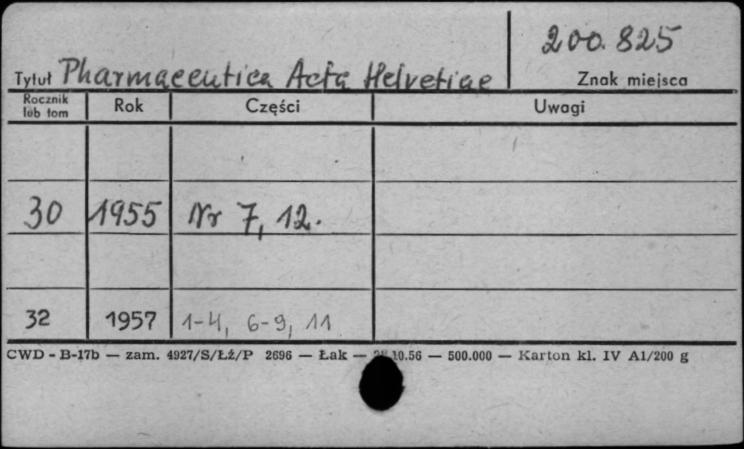 200.825
Tytuł Pharmaceutica Acta Helvetiae Znak miejsca
Rocznik lub tom Rok Części Uwagi
30 1955 Nr 7, 12.
32 1957 1-4, 6-9, 11
CWD - B-17b — zam. 4927/S/Łź/P 2696 — Łak — 10.56 — 500.000 — Karton kl. IV A1/200 g